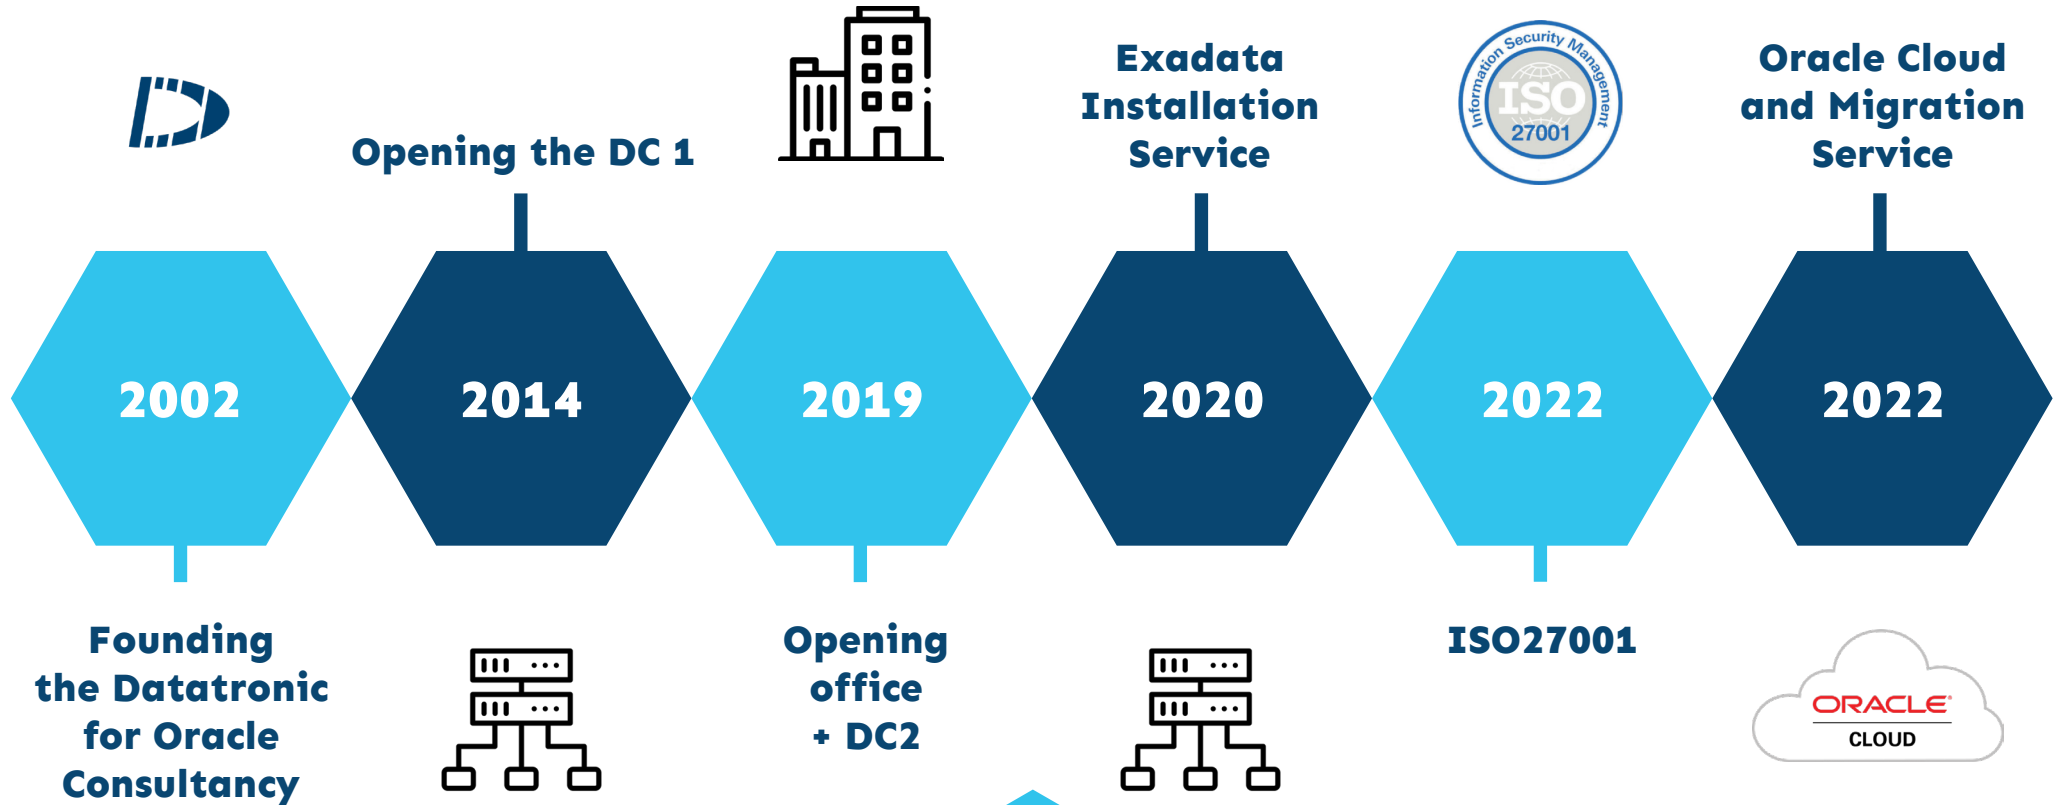 Opening the DC 1
Exadata
Installation
Service
Information Security Management
ISO
27001
Oracle Cloud
and Migration
Service
2002
2014
2019
2020
2022
2022
Founding
the Datatronic
for Oracle
Consultancy
Opening
office
+ DC2
ISO27001
ORACLE®
CLOUD